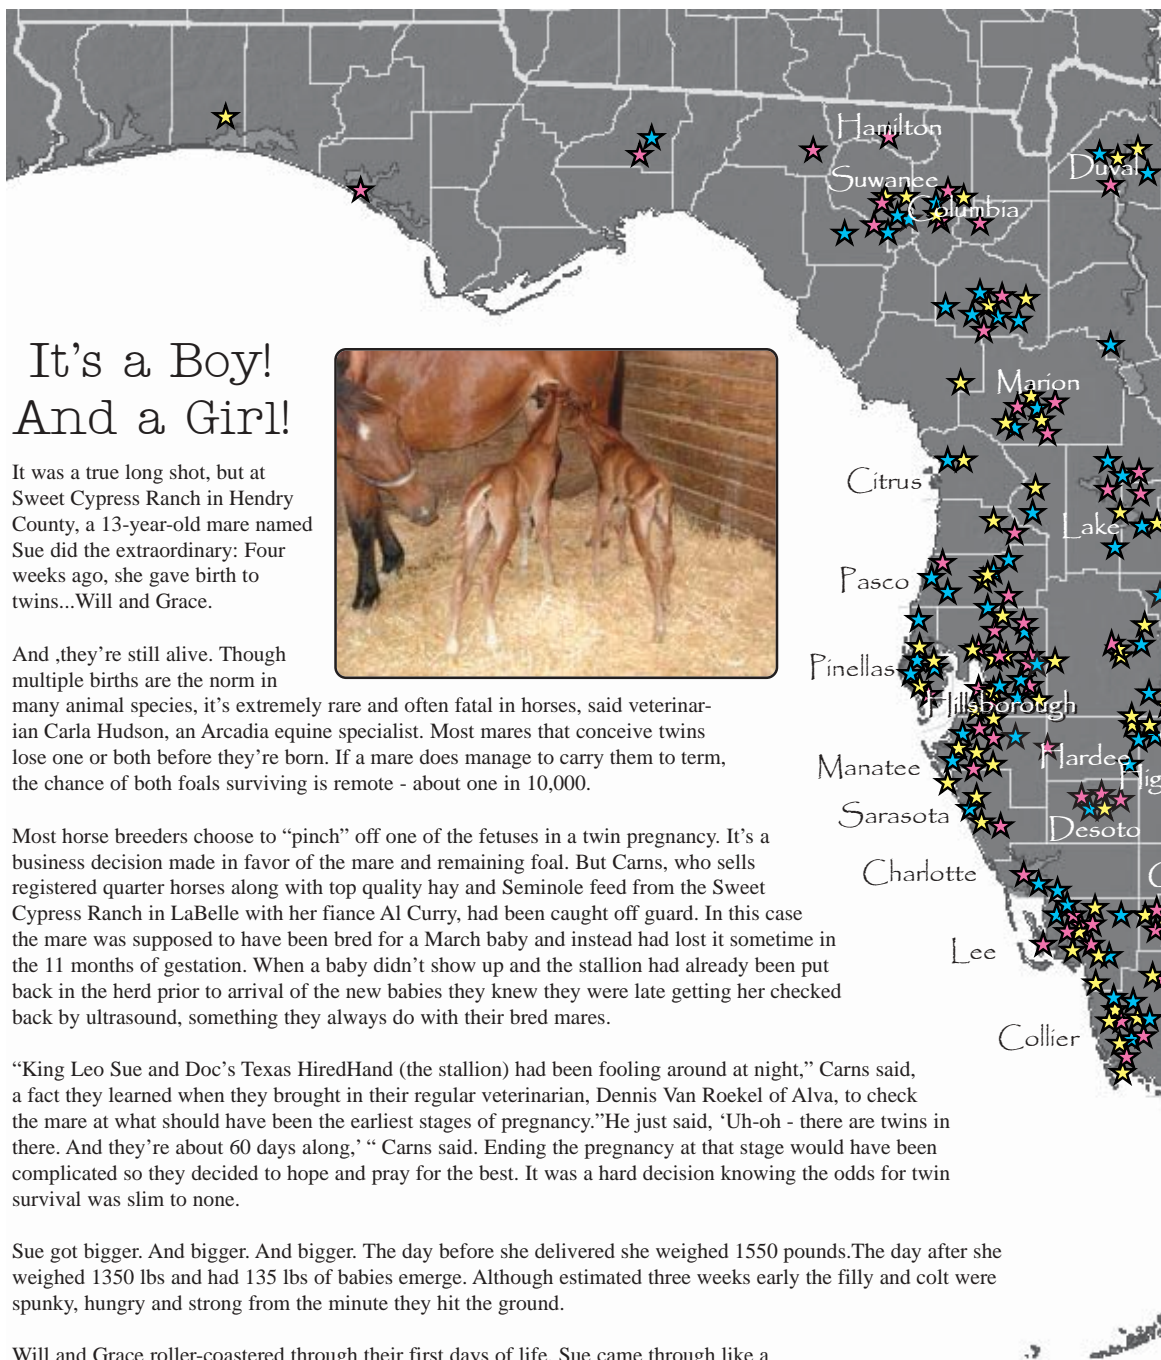 Hamilton
Duval
Suwanee
Columbia
It's a Boy!
And a Girl!
Marion
It was a true long shot, but at
Sweet Cypress Ranch in Hendry
County, a 13-year-old mare named
Sue did the extraordinary: Four
weeks ago, she gave birth to
twins...Will and Grace.
Citrus
Lake
Pasco
And ,they’re still alive. Though
multiple births are the norm in
many animal species, it’s extremely rare and often fatal in horses, said veterinar-
ian Carla Hudson, an Arcadia equine specialist. Most mares that conceive twins
lose one or both before they’re born. If a mare does manage to carry them to term,
the chance of both foals surviving is remote - about one in 10,000.
Pinellas
Hillsborough
Hardee
Hig
Manatee
Sarasota
Desoto
Most horse breeders choose to “pinch” off one of the fetuses in a twin pregnancy. It’s a
business decision made in favor of the mare and remaining foal. But Carns, who sells
registered quarter horses along with top quality hay and Seminole feed from the Sweet
Cypress Ranch in LaBelle with her fiance Al Curry, had been caught off guard. In this case
the mare was supposed to have been bred for a March baby and instead had lost it sometime in
the 11 months of gestation. When a baby didn’t show up and the stallion had already been put
back in the herd prior to arrival of the new babies they knew they were late getting her checked
back by ultrasound, something they always do with their bred mares.
Charlotte
C
Lee
Collier
“King Leo Sue and Doc’s Texas HiredHand (the stallion) had been fooling around at night,” Carns said,
a fact they learned when they brought in their regular veterinarian, Dennis Van Roekel of Alva, to check
the mare at what should have been the earliest stages of pregnancy.”He just said, ‘Uh-oh - there are twins in
there. And they’re about 60 days along,’ “ Carns said. Ending the pregnancy at that stage would have been
complicated so they decided to hope and pray for the best. It was a hard decision knowing the odds for twin
survival was slim to none.
Sue got bigger. And bigger. And bigger. The day before she delivered she weighed 1550 pounds.The day after she
weighed 1350 lbs and had 135 lbs of babies emerge. Although estimated three weeks early the filly and colt were
spunky, hungry and strong from the minute they hit the ground.
Will and Grace roller-coastered through their first days of life. Sue came through like a